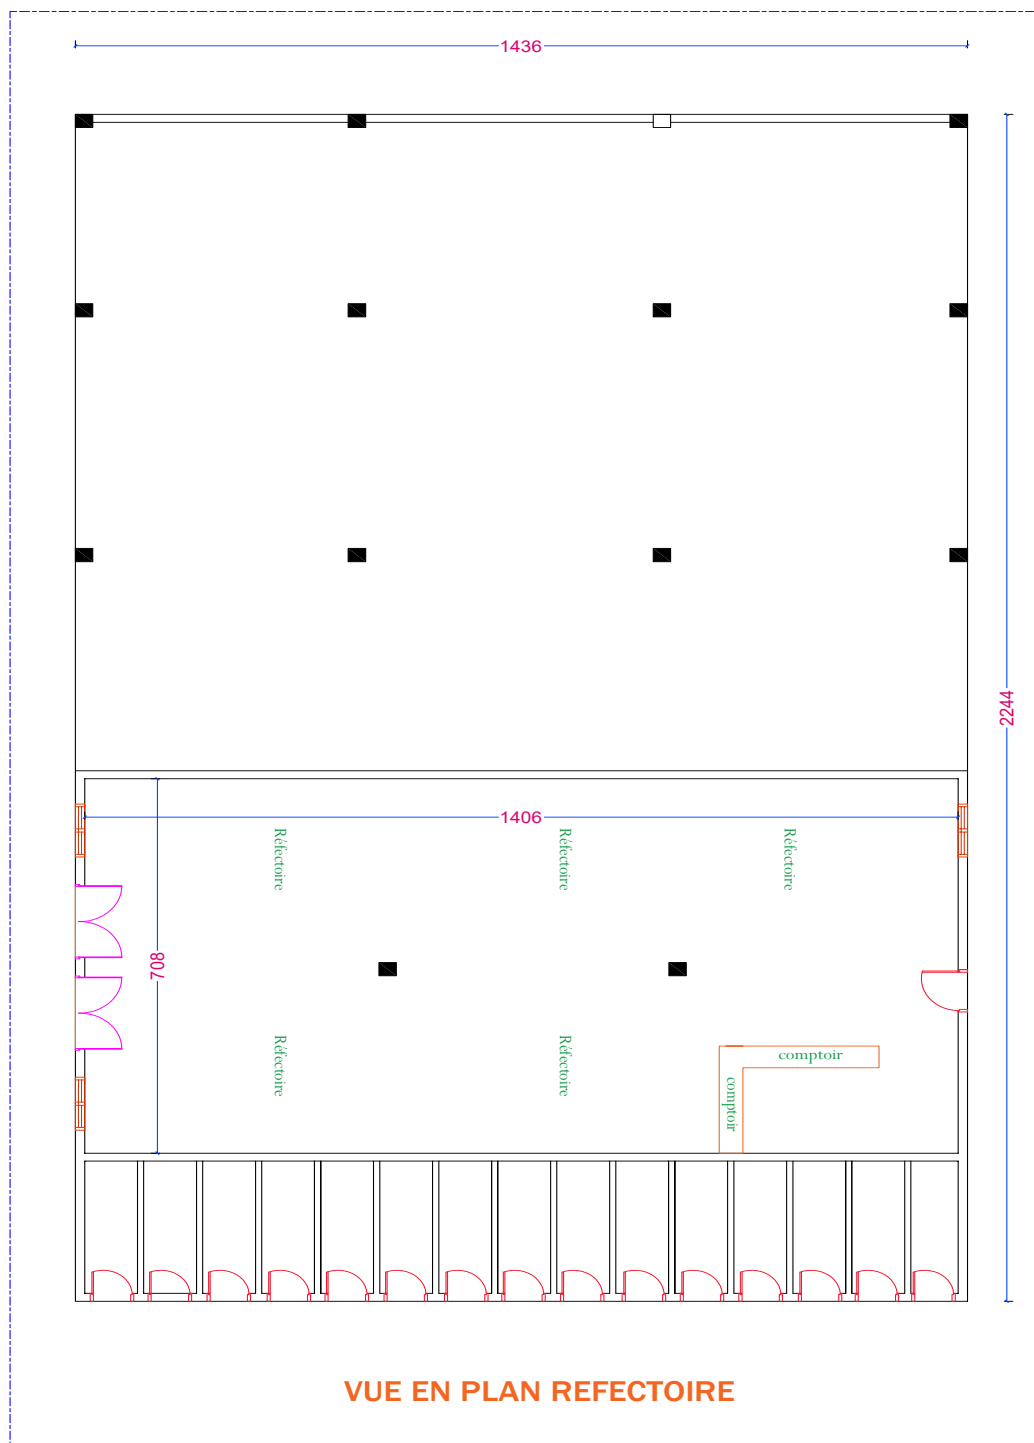 1436
2244
1406
Réfectoire
Réfectoire
Réfectoire
708
Réfectoire
Réfectoire
comptoir
comptoir
VUE EN PLAN REFECTOIRE